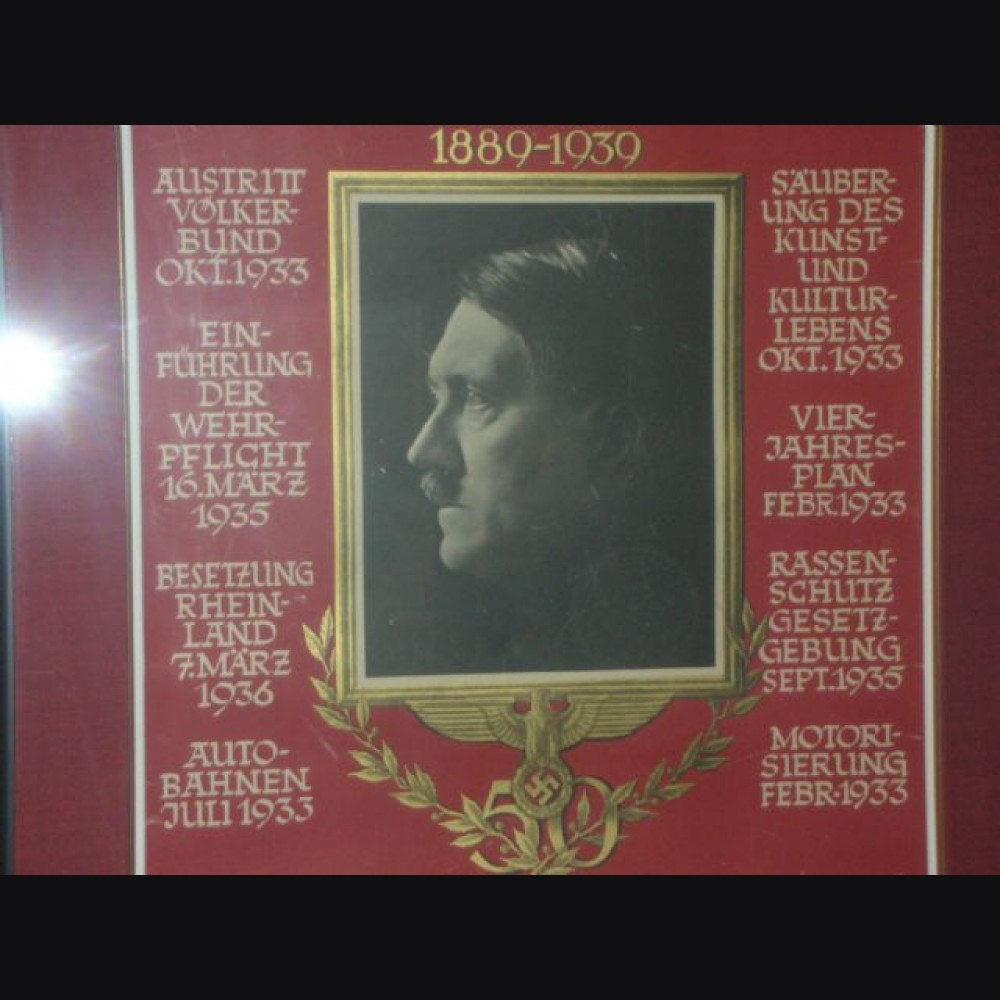 1889-1939
AUSTRITT
VÖLKER-
BUND
OKT.1933
EIN-
FÜHRUNG
DER
WEHR-
PFLICHT
16.MÄRZ
1935
BESETZUNG
RHEIN-
LAND
7.MÄRZ
1936
AUTO-
BAHNEN
JULI 1933
SÄUBER-
UNG DES
KUNST-
UND
KULTUR-
LEBENS
OKT.1933
VIER-
JAHRES-
PLAN
FEBR.1933
RASSEN-
SCHUTZ
GESETZ-
GEBUNG
SEPT.1935
MOTORI-
SIERUNG
FEBR.1933
50